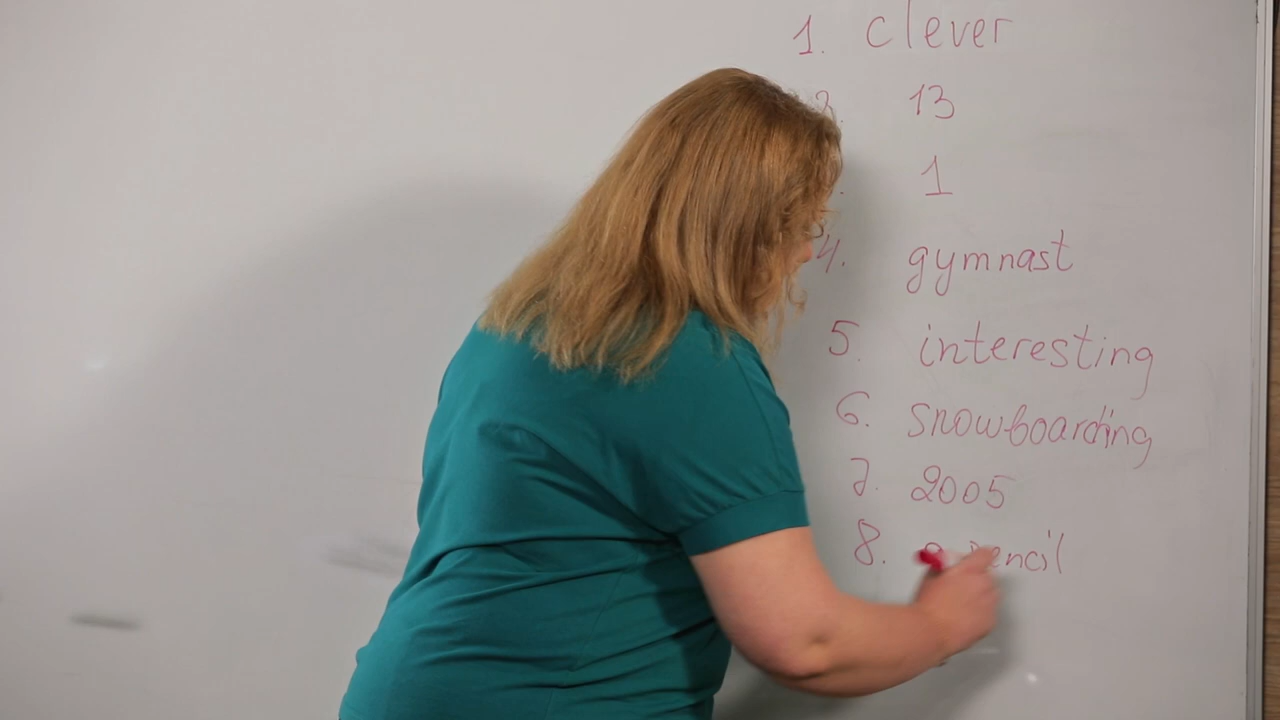 1. clever
2. 13
. 1
4. gymnast
5. interesting
6. snowboarding
7. 2005
8. a pencil